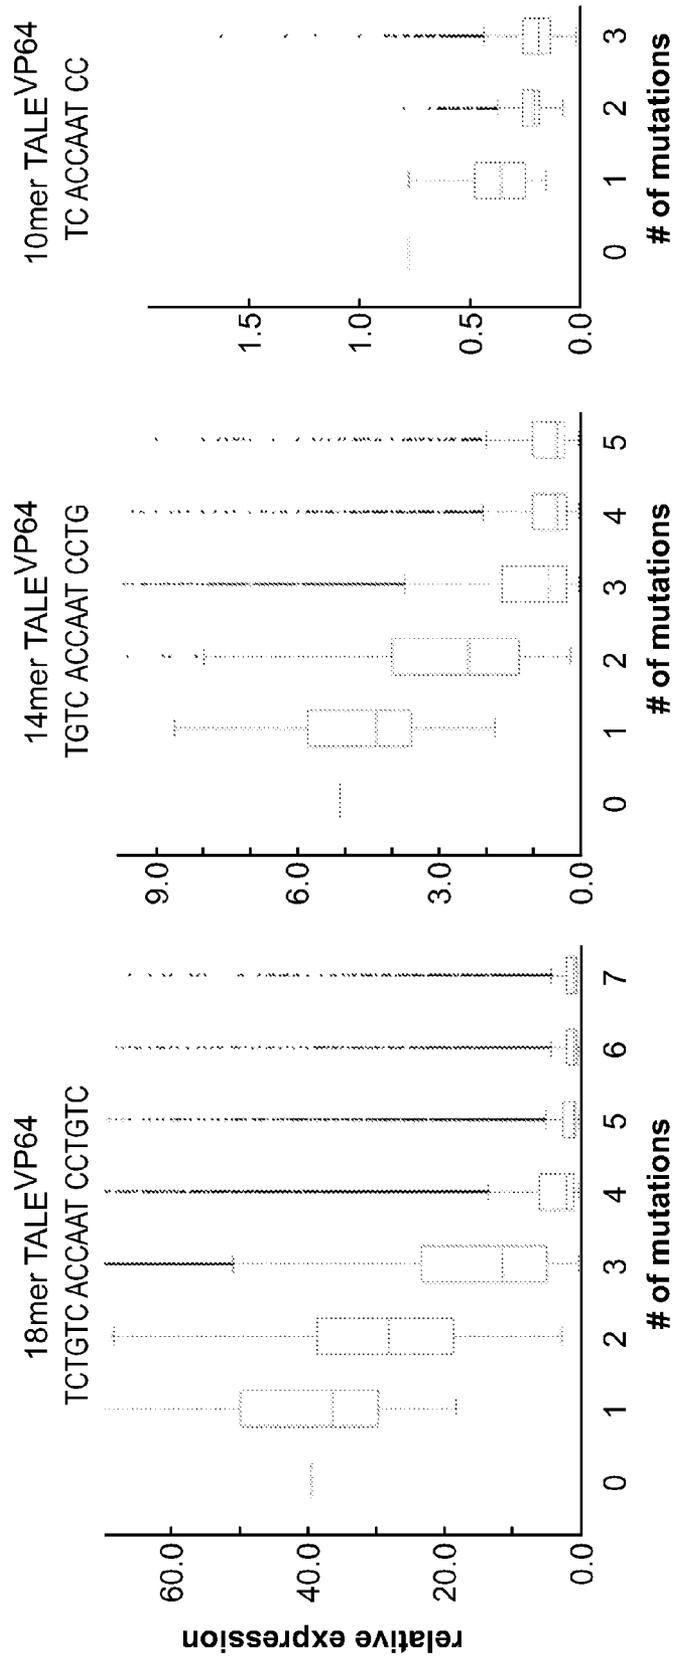 18mer TALE VP64
TCTGTC ACCAAT CCTGTC
relative expression
60.0
40.0
20.0
0.0
0 1 2 3 4 5 6 7
# of mutations
14mer TALE VP64
TGTC ACCAAT CCTG
9.0
6.0
3.0
0.0
0 1 2 3 4 5
# of mutations
10mer TALE VP64
TC ACCAAT CC
1.5
1.0
0.5
0.0
0 1 2 3
# of mutations